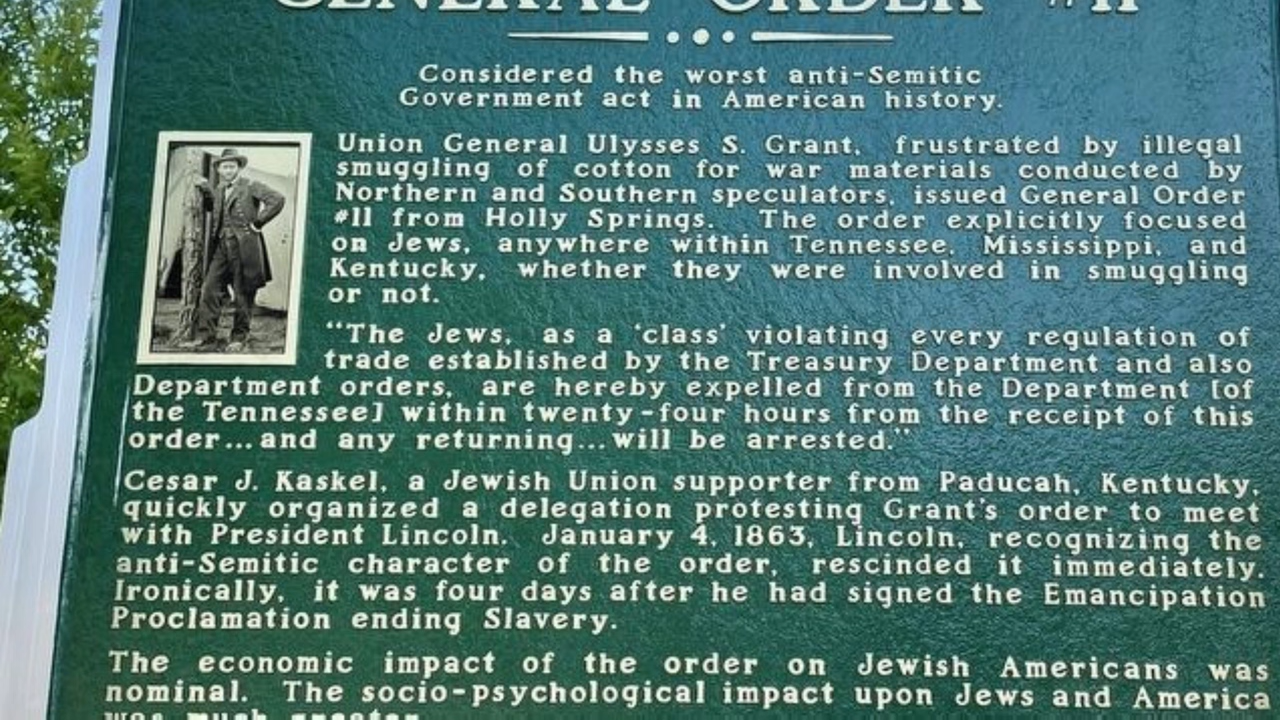 GENERAL ORDER #11
Considered the worst anti-Semitic
Government act in American history.
Union General Ulysses S. Grant, frustrated by illegal
smuggling of cotton for war materials conducted by
Northern and Southern speculators, issued General Order
#11 from Holly Springs. The order explicitly focused
on Jews, anywhere within Tennessee, Mississippi, and
Kentucky, whether they were involved in smuggling
or not.
"The Jews, as a 'class' violating every regulation of
trade established by the Treasury Department and also
Department orders, are hereby expelled from the Department [of
the Tennessee] within twenty-four hours from the receipt of this
order...and any returning...will be arrested."
Cesar J. Kaskel, a Jewish Union supporter from Paducah, Kentucky,
quickly organized a delegation protesting Grant's order to meet
with President Lincoln. January 4, 1863, Lincoln, recognizing the
anti-Semitic character of the order, rescinded it immediately.
Ironically, it was four days after he had signed the Emancipation
Proclamation ending Slavery.
The economic impact of the order on Jewish Americans was
nominal. The socio-psychological impact upon Jews and America
was much greater.